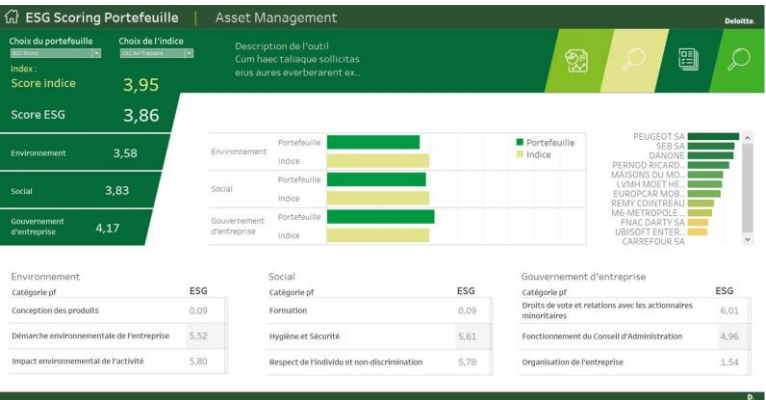 ESG Scoring Portefeuille | Asset Management
Deloitte.
Choix du portefeuille
Choix de l'indice
Index :
Score indice 3,95
Score ESG 3,86
Environnement 3,58
Social 3,83
Gouvernement
d'entreprise 4,17
Description de l'outil
Cum haec taliaque sollicitas
eius aures everberarent ex..
Environnement
Portefeuille
Indice
Social
Portefeuille
Indice
Gouvernement
d'entreprise
Portefeuille
Indice
Portefeuille
Indice
PEUGEOT SA
SEB SA
DANONE
PERNOD RICARD..
MAISONS DU MO..
LVMH MOET HE..
EUROPCAR MOB..
REMY COINTREAU
M6-METROPOLE ..
FNAC DARTY SA
UBISOFT ENTER..
CARREFOUR SA
Environnement
Catégorie pf ESG
Conception des produits 0,09
Démarche environnementale de l'entreprise 5,52
Impact environnemental de l'activité 5,80
Social
Catégorie pf ESG
Formation 0,09
Hygiène et Sécurité 5,61
Respect de l'individu et non-discrimination 5,78
Gouvernement d'entreprise
Catégorie pf ESG
Droits de vote et relations avec les actionnaires
minoritaires 6,01
Fonctionnement du Conseil d'Administration 4,96
Organisation de l'entreprise 1,54
D.